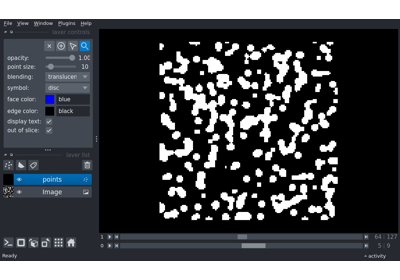 File View Window Plugins Help
layer controls
opacity: 1.00
point size: 10
blending: translucen
symbol: disc
face color: blue
edge color: black
display text:
out of slice:
layer list
points
Image
1 64 127
0 5 9
Ready activity